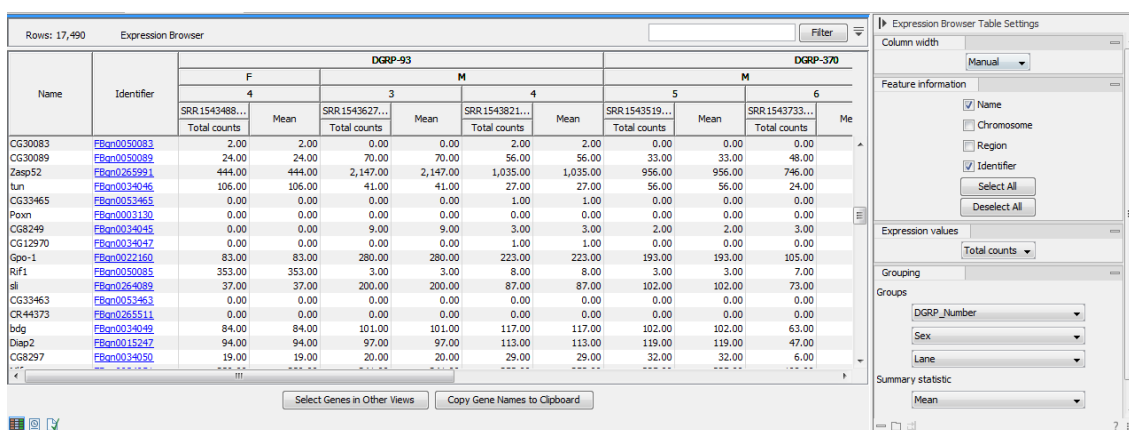 Rows: 17,490 Expression Browser Filter
DGRP-93 DGRP-370
F M M
Name Identifier 4 3 4 5 6
SRR1543488... Mean SRR1543627... Mean SRR1543821... Mean SRR1543519... Mean SRR1543733... Me
Total counts Total counts Total counts Total counts Total counts
CG30083 FBgn0050083 2.00 2.00 0.00 0.00 2.00 2.00 0.00 0.00 0.00
CG30089 FBgn0050089 24.00 24.00 70.00 70.00 56.00 56.00 33.00 33.00 48.00
Zasp52 FBgn0265991 444.00 444.00 2,147.00 2,147.00 1,035.00 1,035.00 956.00 956.00 746.00
tun FBgn0034046 106.00 106.00 41.00 41.00 27.00 27.00 56.00 56.00 24.00
CG33465 FBgn0053465 0.00 0.00 0.00 0.00 1.00 1.00 0.00 0.00 0.00
Poxn FBgn0003130 0.00 0.00 0.00 0.00 0.00 0.00 0.00 0.00 0.00
CG8249 FBgn0034045 0.00 0.00 9.00 9.00 3.00 3.00 2.00 2.00 3.00
CG12970 FBgn0034047 0.00 0.00 0.00 0.00 1.00 1.00 0.00 0.00 0.00
Gpo-1 FBgn0022160 83.00 83.00 280.00 280.00 223.00 223.00 193.00 193.00 105.00
Rif1 FBgn0050085 353.00 353.00 3.00 3.00 8.00 8.00 3.00 3.00 7.00
sli FBgn0264089 37.00 37.00 200.00 200.00 87.00 87.00 102.00 102.00 73.00
CG33463 FBgn0053463 0.00 0.00 0.00 0.00 0.00 0.00 0.00 0.00 0.00
CR44373 FBgn0265511 0.00 0.00 0.00 0.00 0.00 0.00 0.00 0.00 0.00
bdg FBgn0034049 84.00 84.00 101.00 101.00 117.00 117.00 102.00 102.00 63.00
Diap2 FBgn0015247 94.00 94.00 97.00 97.00 113.00 113.00 119.00 119.00 47.00
CG8297 FBgn0034050 19.00 19.00 20.00 20.00 29.00 29.00 32.00 32.00 6.00
Select Genes in Other Views Copy Gene Names to Clipboard
Expression Browser Table Settings
Column width
Manual
Feature information
Name
Chromosome
Region
Identifier
Select All
Deselect All
Expression values
Total counts
Grouping
Groups
DGRP_Number
Sex
Lane
Summary statistic
Mean
?